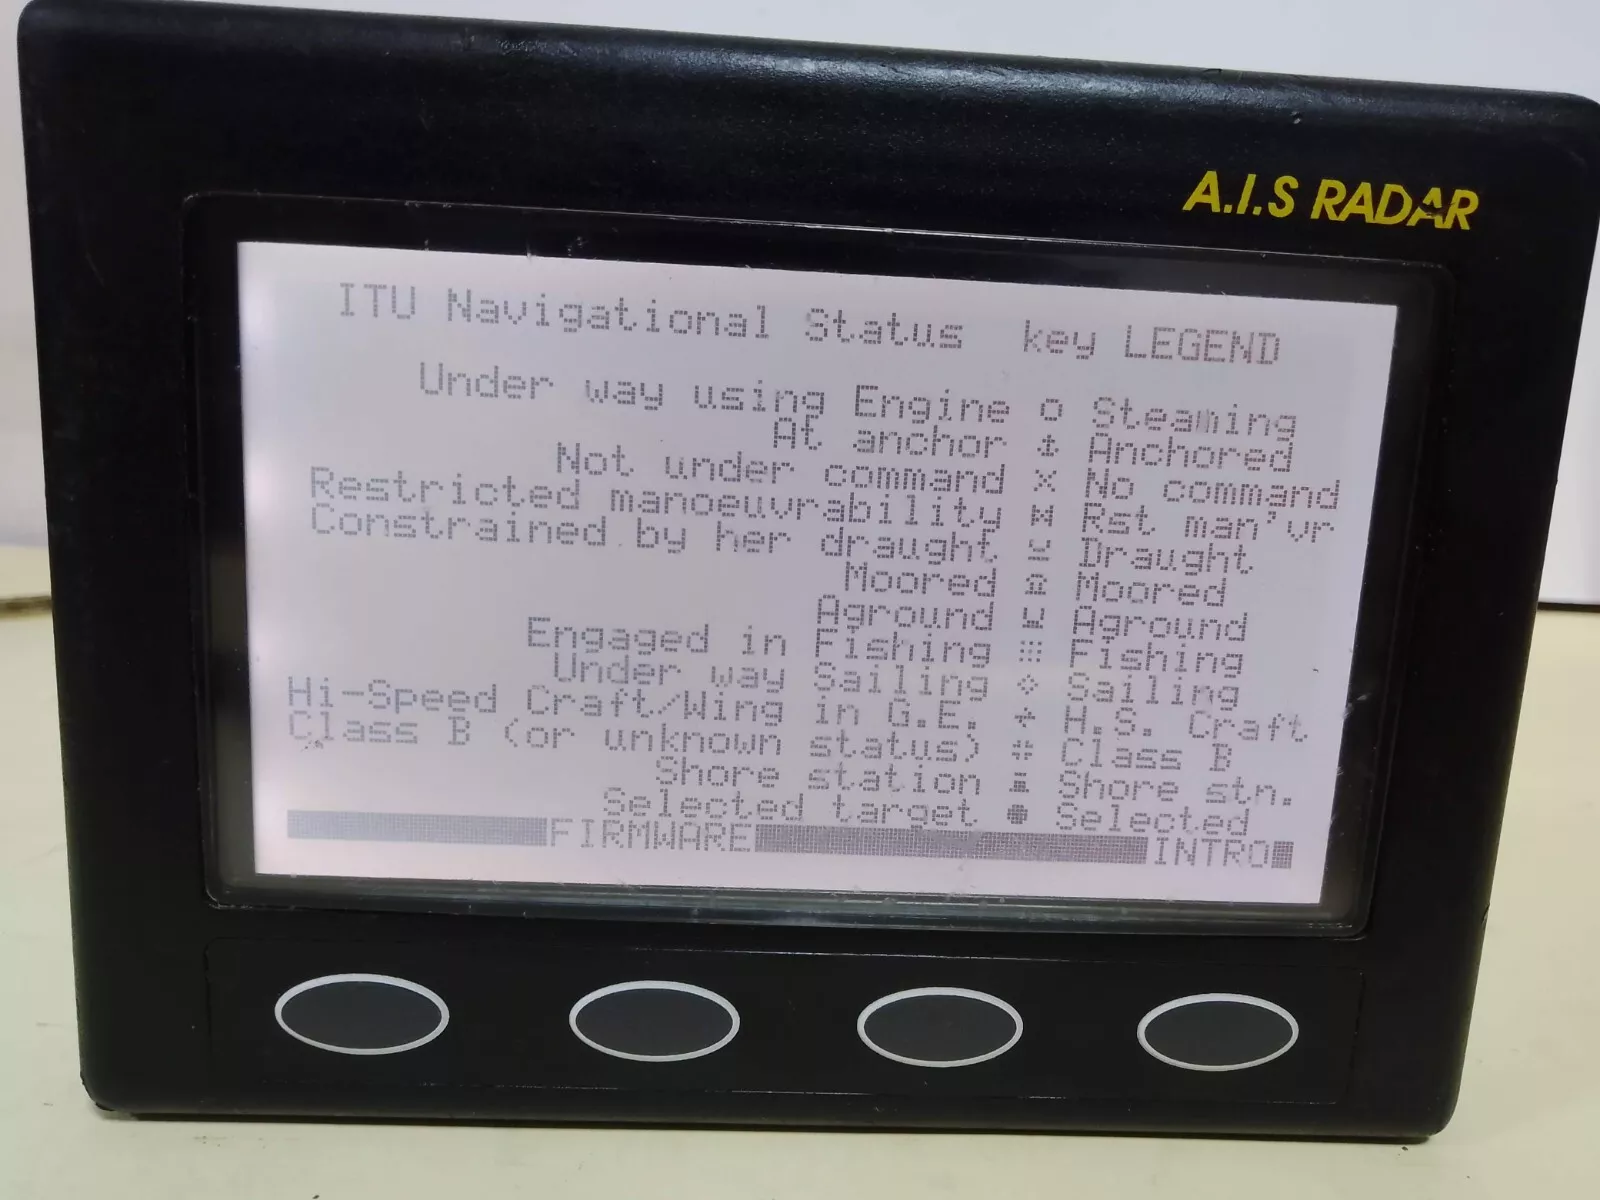 A.I.S RADAR
ITU Navigational Status key LEGEND
Under way using Engine o Steaming
At anchor Anchored
Not under command x No command
Restricted manoeuvrability Rst man'vr
Constrained by her draught Draught
Moored Moored
Aground Aground
Engaged in Fishing Fishing
Under way Sailing Sailing
Hi-Speed Craft/Wing in G.E. H.S. Craft
Class B (or unknown status) Class B
Shore station Shore stn.
Selected target Selected
FIRMWARE INTRO